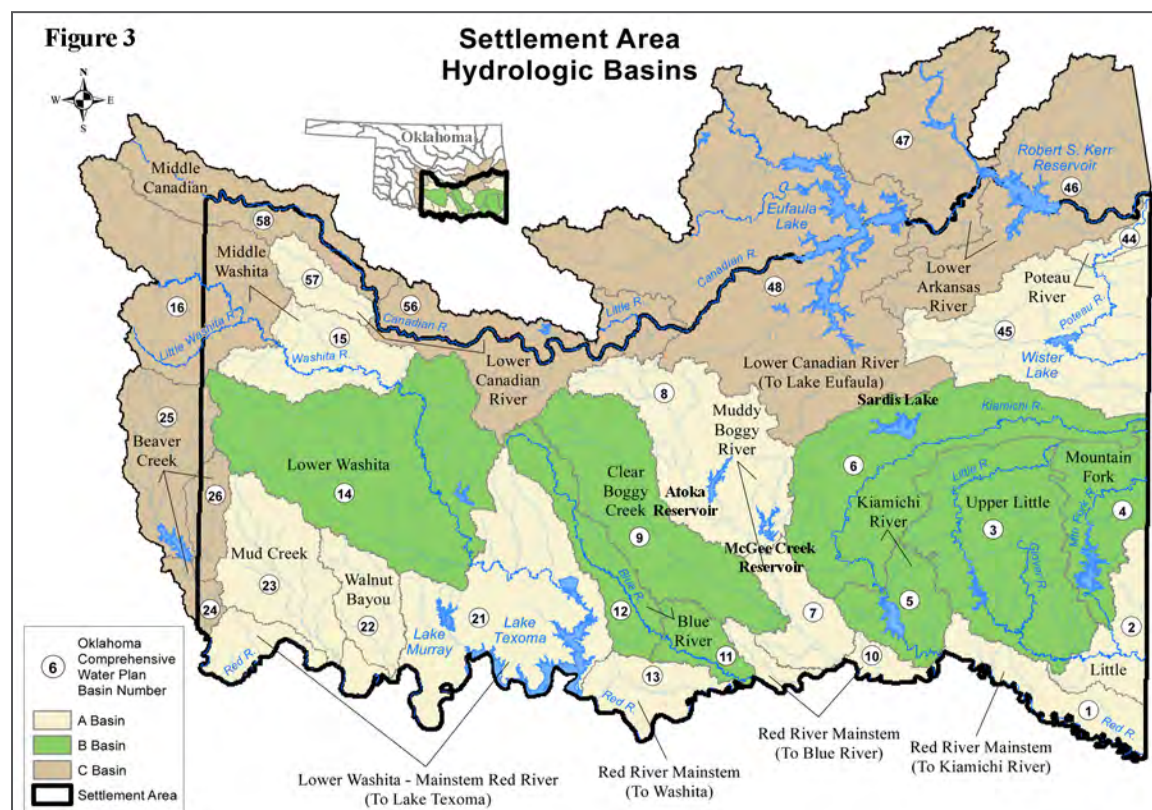 Figure 3
Settlement Area
Hydrologic Basins
N
W E
S
Oklahoma
Middle
Canadian
47
Robert S. Kerr
Reservoir
46
58
Eufaula
Lake
44
Middle
Washita
57
Canadian R.
48
Lower
Arkansas
River
Poteau
River
16
56
Little R.
Poteau R.
Little Washita R.
15
Canadian R.
45
Washita R.
Lower
Canadian
River
Lower Canadian River
(To Lake Eufaula)
Wister
Lake
8
Sardis Lake
Kiamichi R.
25
Muddy
Boggy
River
Beaver
Creek
Lower Washita
14
Clear
Boggy
Creek
6
Little R.
Mountain
Fork
26
Atoka
Reservoir
Kiamichi
River
Upper Little
3
4
Mtn. Fork R.
9
McGee Creek
Reservoir
Glover R.
Mud Creek
23
Walnut
Bayou
Blue R.
24
22
Lake
Murray
21
Lake
Texoma
12
Blue
River
7
5
2
11
10
Little
Red R.
13
Red R.
1
Red R.
6
Oklahoma
Comprehensive
Water Plan
Basin Number
A Basin
B Basin
C Basin
Settlement Area
Lower Washita - Mainstem Red River
(To Lake Texoma)
Red River Mainstem
(To Washita)
Red River Mainstem
(To Blue River)
Red River Mainstem
(To Kiamichi River)